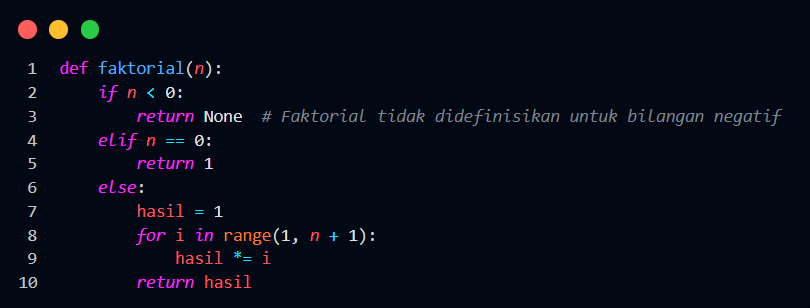 1 def faktorial(n):
2     if n < 0:
3         return None  # Faktorial tidak didefinisikan untuk bilangan negatif
4     elif n == 0:
5         return 1
6     else:
7         hasil = 1
8         for i in range(1, n + 1):
9             hasil *= i
10         return hasil